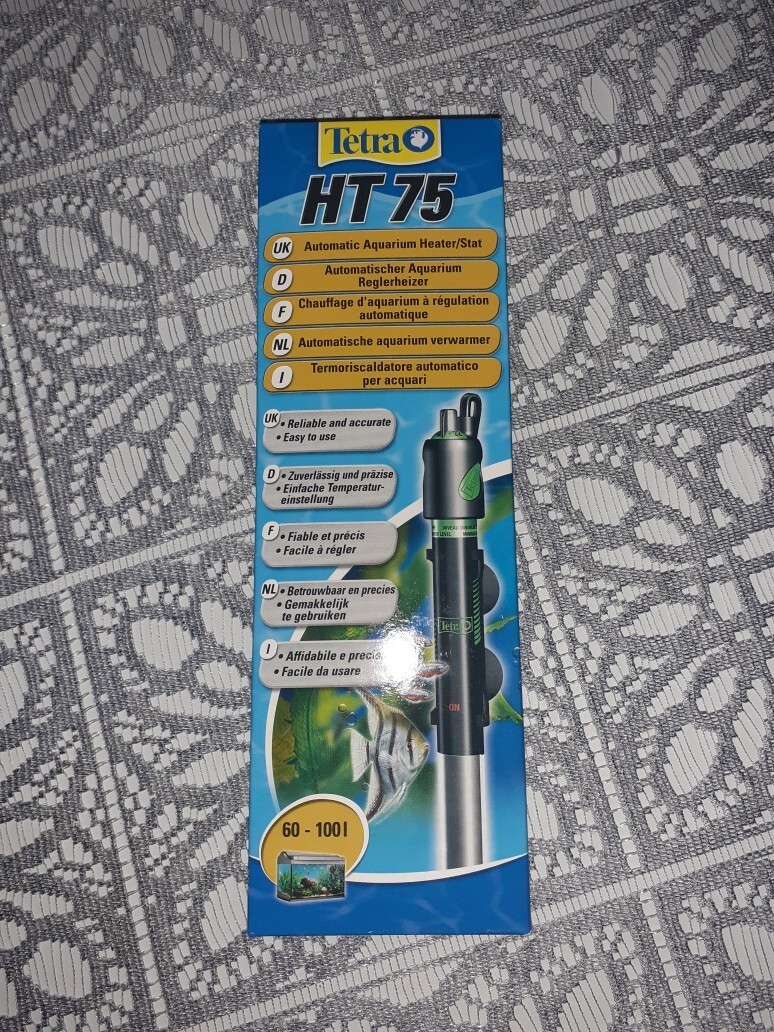 Tetra
HT 75
UK Automatic Aquarium Heater/Stat
D Automatischer Aquarium
Reglerheizer
F Chauffage d'aquarium à régulation
automatique
NL Automatische aquarium verwarmer
I Termoriscaldatore automatico
per acquari
UK • Reliable and accurate
• Easy to use
D • Zuverlässig und präzise
• Einfache Temperatur-
einstellung
F • Fiable et précis
• Facile à régler
NL • Betrouwbaar en precies
• Gemakkelijk
te gebruiken
I • Affidabile e preciso
• Facile da usare
NIVEAU
LEVEL
Tetra
ON
60 - 100 l